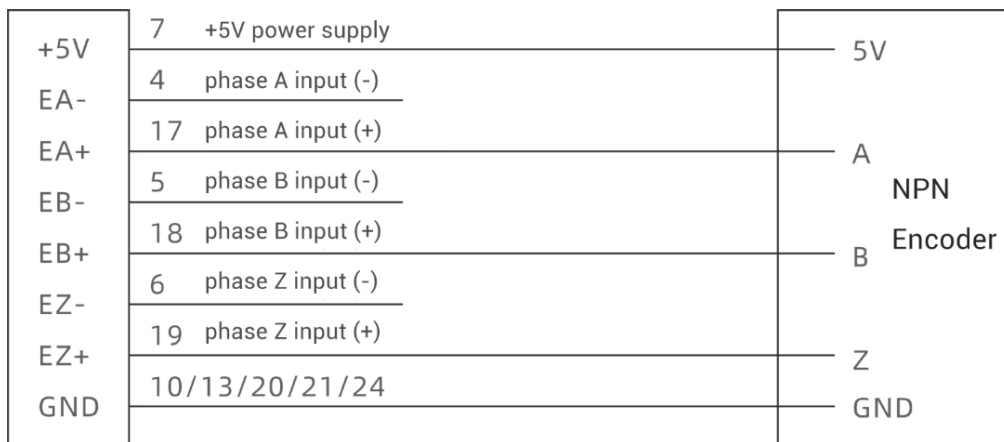 7 +5V power supply
+5V
5V
4 phase A input (-)
EA-
17 phase A input (+)
EA+
A
5 phase B input (-)
EB-
NPN
18 phase B input (+)
Encoder
EB+
B
6 phase Z input (-)
EZ-
19 phase Z input (+)
EZ+
Z
10/13/20/21/24
GND
GND